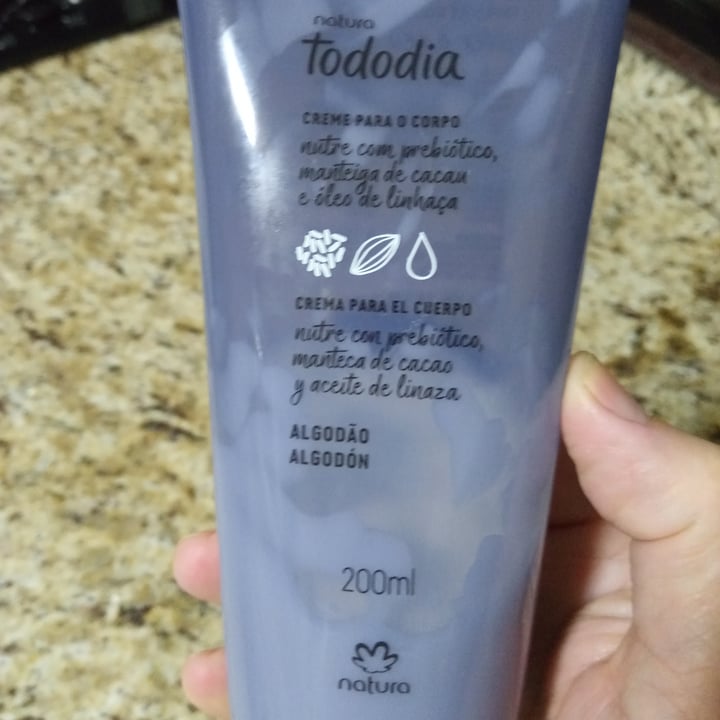 natura
Tododia
CREME PARA O CORPO
nutre com prebiótico,
manteiga de cacau
e óleo de linhaça
CREMA PARA EL CUERPO
nutre con prebiótico,
manteca de cacao
y aceite de linaza
ALGODÃO
ALGODÓN
200ml
natura